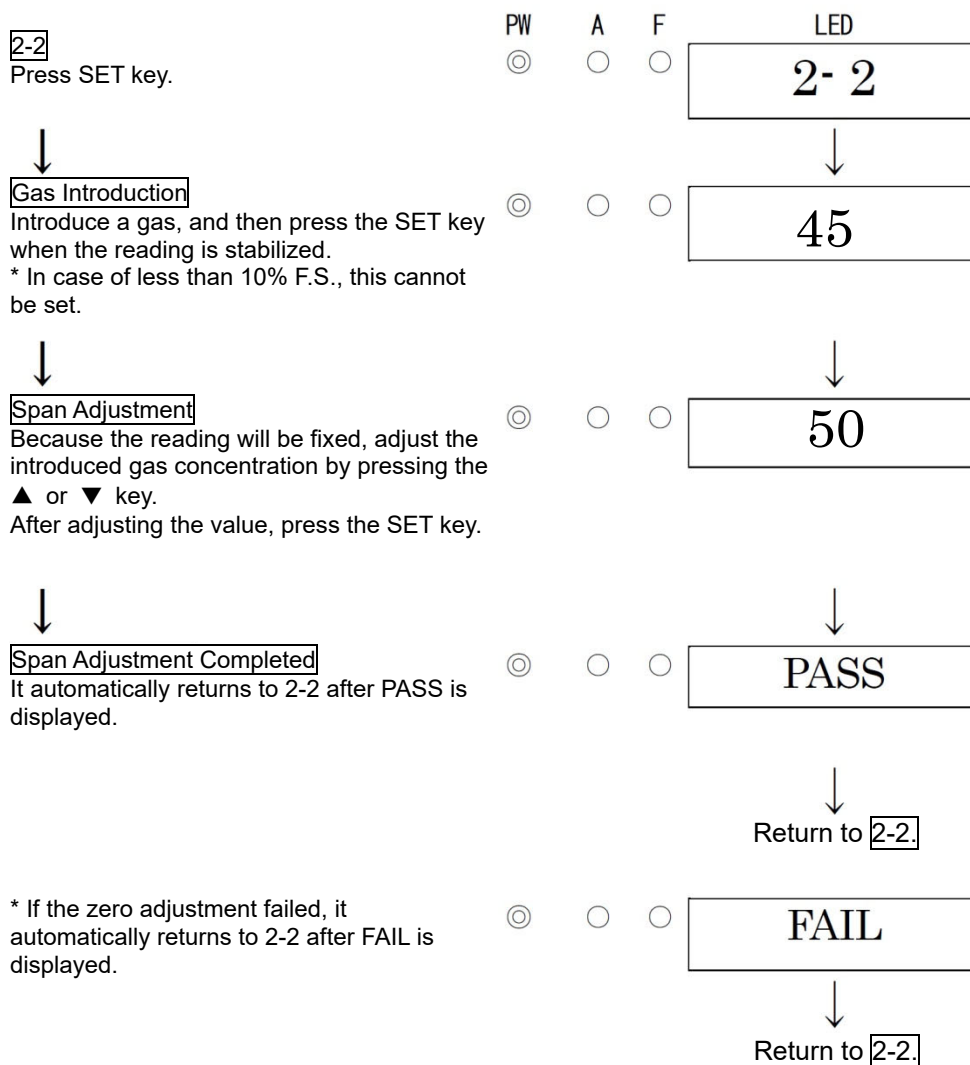 PW A F LED
2-2
Press SET key.
2- 2
↓ ↓
Gas Introduction
Introduce a gas, and then press the SET key
when the reading is stabilized.
* In case of less than 10% F.S., this cannot
be set.
45
↓ ↓
Span Adjustment
Because the reading will be fixed, adjust the
introduced gas concentration by pressing the
▲ or ▼ key.
After adjusting the value, press the SET key.
50
↓ ↓
Span Adjustment Completed
It automatically returns to 2-2 after PASS is
displayed.
PASS
↓
Return to 2-2.
* If the zero adjustment failed, it
automatically returns to 2-2 after FAIL is
displayed.
FAIL
↓
Return to 2-2.